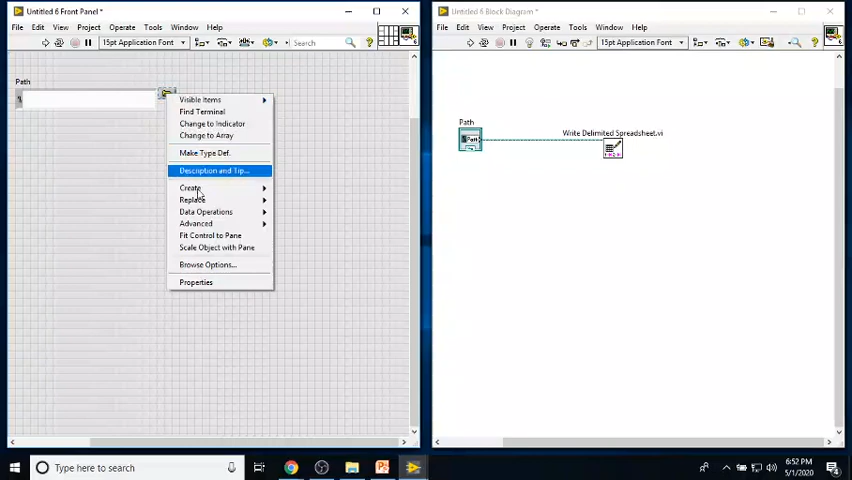 Untitled 6 Front Panel *
File Edit View Project Operate Tools Window Help
15pt Application Font
Search
Path
Visible Items
Find Terminal
Change to Indicator
Change to Array
Make Type Def.
Description and Tip...
Create
Replace
Data Operations
Advanced
Fit Control to Pane
Scale Object with Pane
Browse Options...
Properties
Untitled 6 Block Diagram *
File Edit View Project Operate Tools Window Help
15pt Application Font
Path
Write Delimited Spreadsheet.vi
Path
Type here to search
6:52 PM
5/1/2020